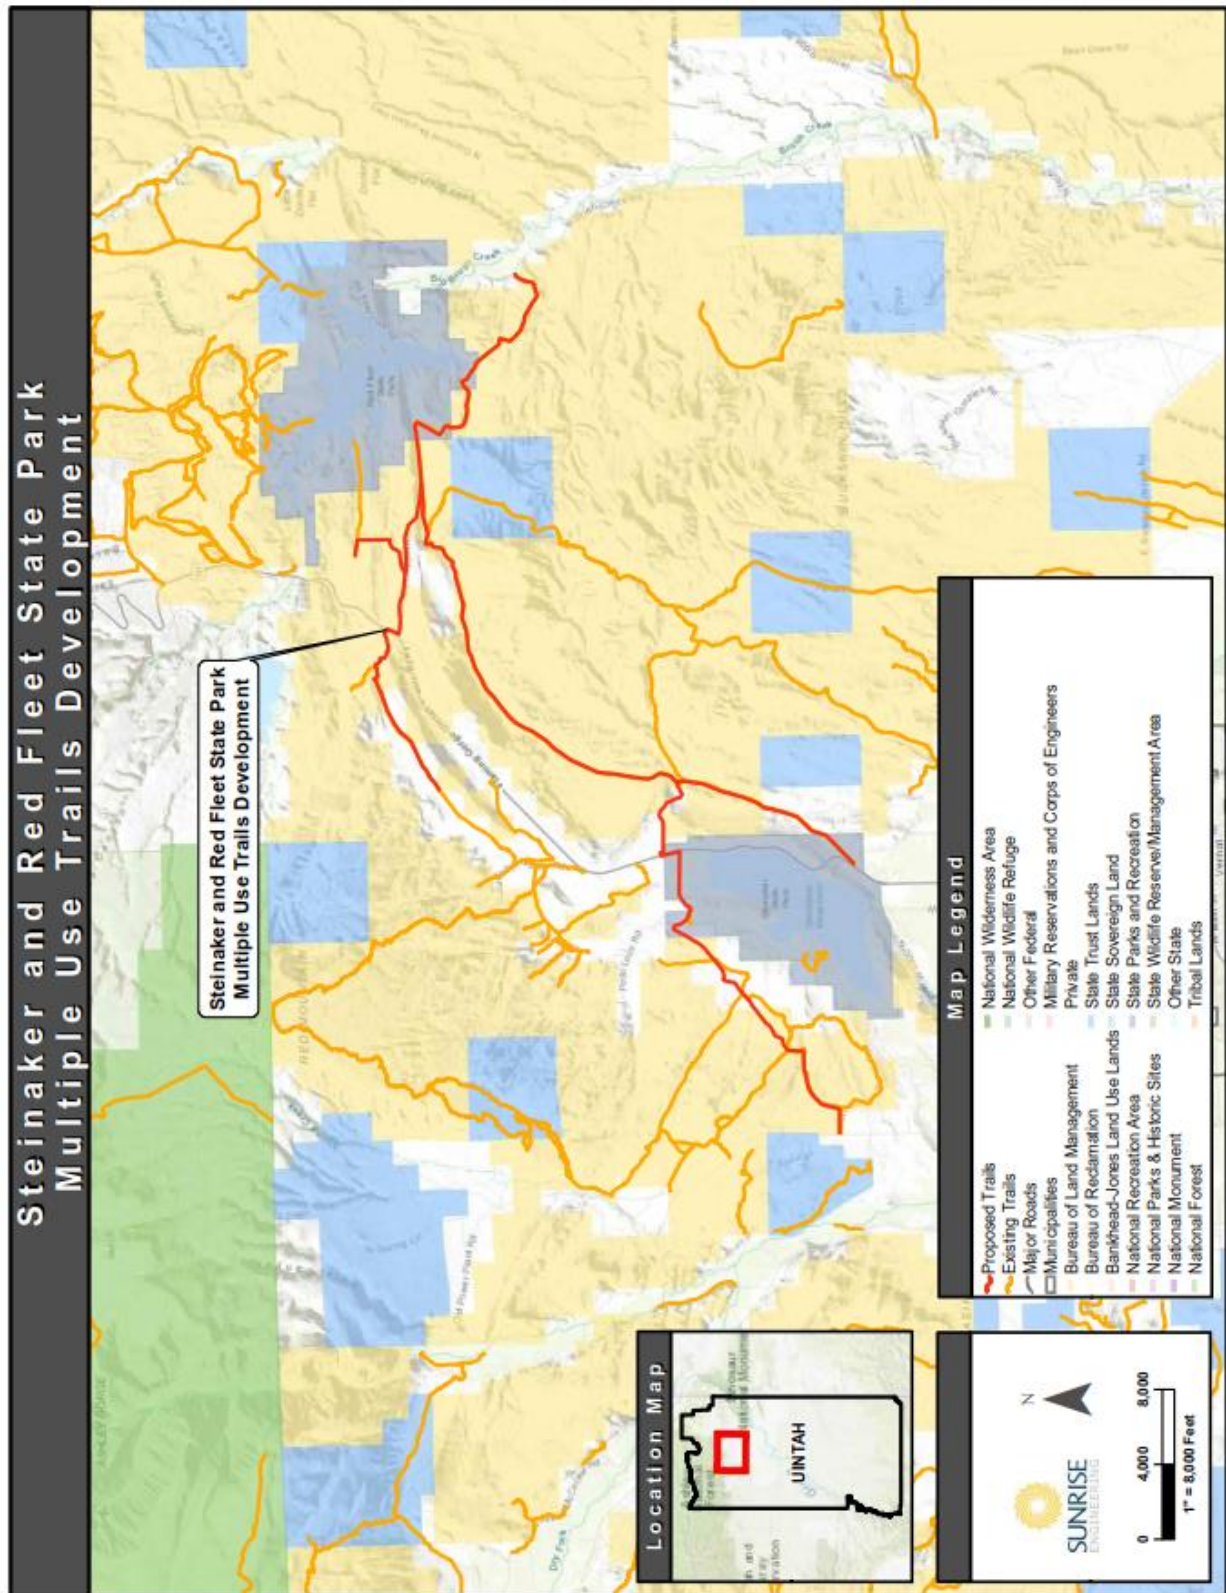 Steinaker and Red Fleet State Park
Multiple Use Trails Development
Steinaker and Red Fleet State Park
Multiple Use Trails Development
Brush Creek
Dry Fork
Location Map
UINTAH
SUNRISE
ENGINEERING
N
0 4,000 8,000
1" = 8,000 Feet
Map Legend
Proposed Trails
Existing Trails
Major Roads
Municipalities
Bureau of Land Management
Bureau of Reclamation
Bankhead-Jones Land Use Lands
National Recreation Area
National Parks & Historic Sites
National Monument
National Forest
National Wilderness Area
National Wildlife Refuge
Other Federal
Military Reservations and Corps of Engineers
Private
State Trust Lands
State Sovereign Land
State Parks and Recreation
State Wildlife Reserve/Management Area
Other State
Tribal Lands